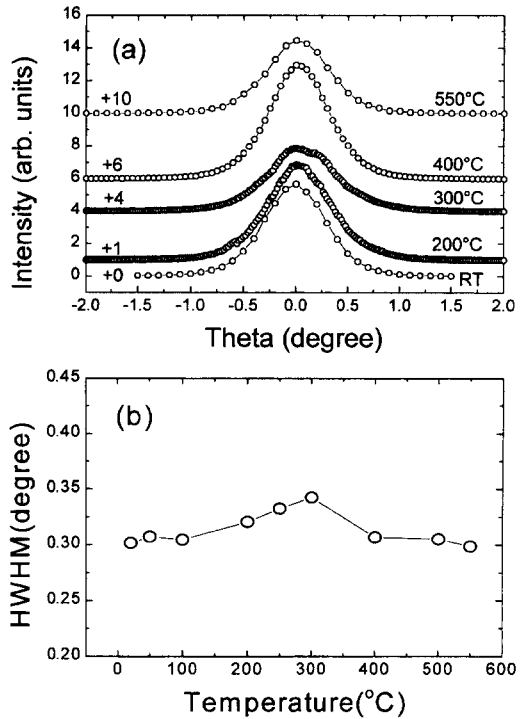 16
(a)
14
12
+10 550°C
10
8
+6 400°C
6
+4 300°C
4
2
+1 200°C
0
+0 RT
-2.0 -1.5 -1.0 -0.5 0.0 0.5 1.0 1.5 2.0
Intensity (arb. units)
Theta (degree)
0.45
(b)
0.40
0.35
0.30
0.25
0.20
0 100 200 300 400 500 600
HWHM(degree)
Temperature(°C)